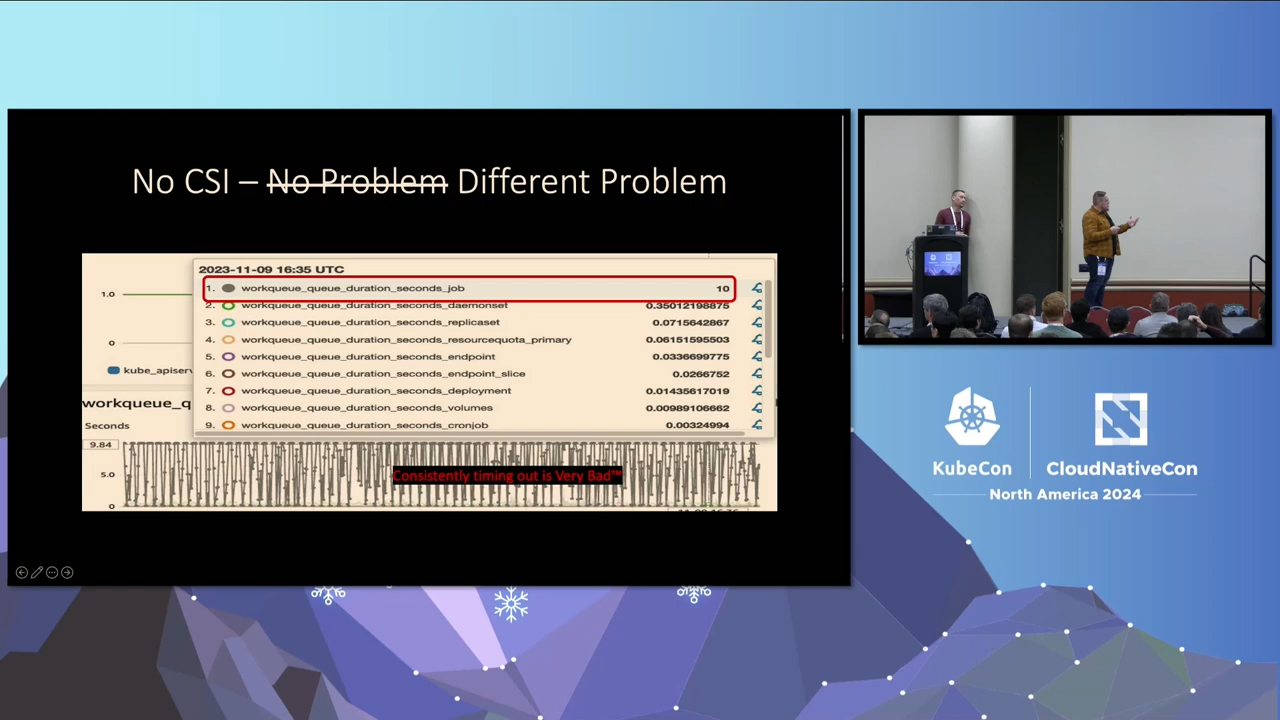 No CSI – No Problem Different Problem
2023-11-09 16:35 UTC
1. workqueue_queue_duration_seconds_job 10
2. workqueue_queue_duration_seconds_daemonset 0.35012198875
3. workqueue_queue_duration_seconds_replicaset 0.0715642867
4. workqueue_queue_duration_seconds_resourcequota_primary 0.06151595503
5. workqueue_queue_duration_seconds_endpoint 0.0336699775
6. workqueue_queue_duration_seconds_endpoint_slice 0.0266752
7. workqueue_queue_duration_seconds_deployment 0.01435617019
8. workqueue_queue_duration_seconds_volumes 0.00989106662
9. workqueue_queue_duration_seconds_cronjob 0.00324994
1.0
0
kube_apiserv
workqueue_q
Seconds
9.84
5.0
0
Consistently timing out is Very Bad™
KubeCon
CloudNativeCon
North America 2024